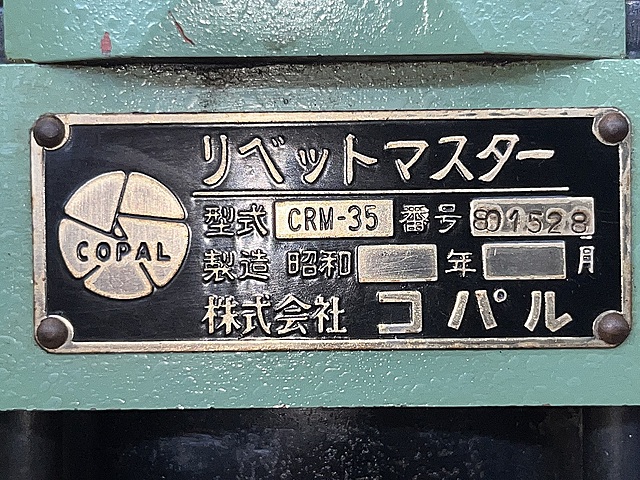 リベットマスター
COPAL
型式 CRM-35 番号 801528
製造 昭和 年 月
株式会社 コパル